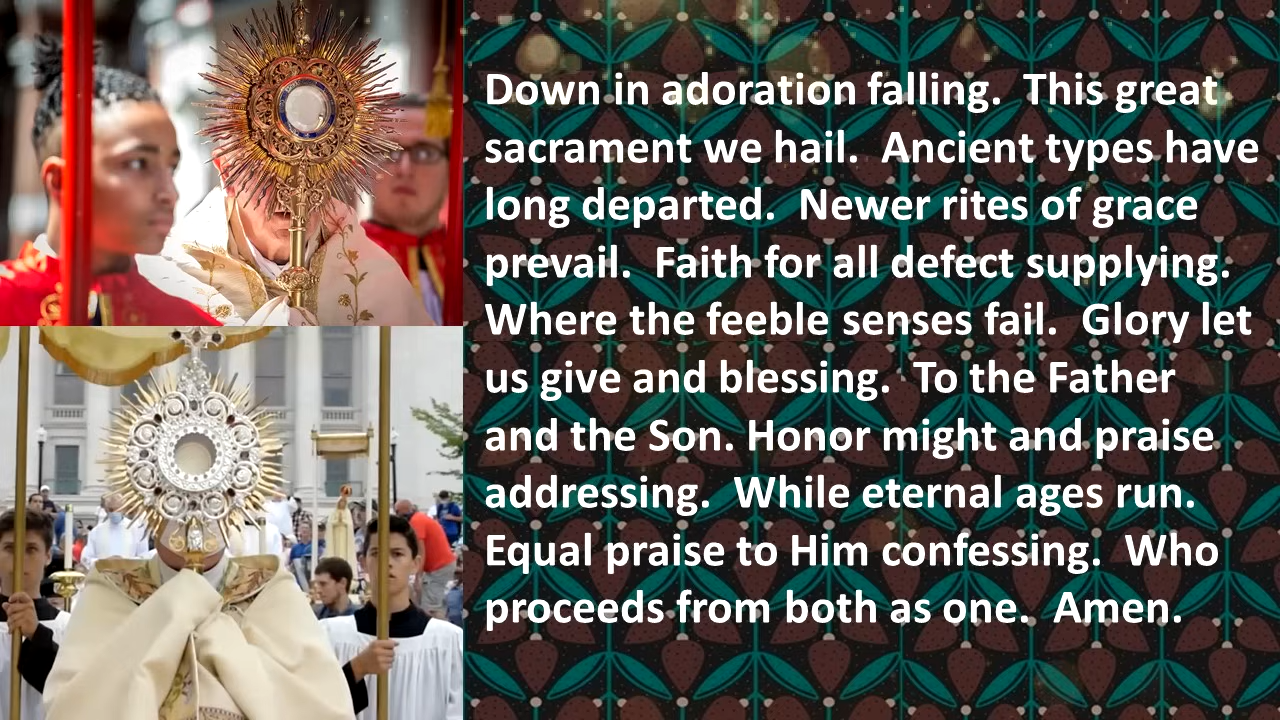 Down in adoration falling.  This great
sacrament we hail.  Ancient types have
long departed.  Newer rites of grace
prevail.  Faith for all defect supplying.
Where the feeble senses fail.  Glory let
us give and blessing.  To the Father
and the Son. Honor might and praise
addressing.  While eternal ages run.
Equal praise to Him confessing.  Who
proceeds from both as one.  Amen.